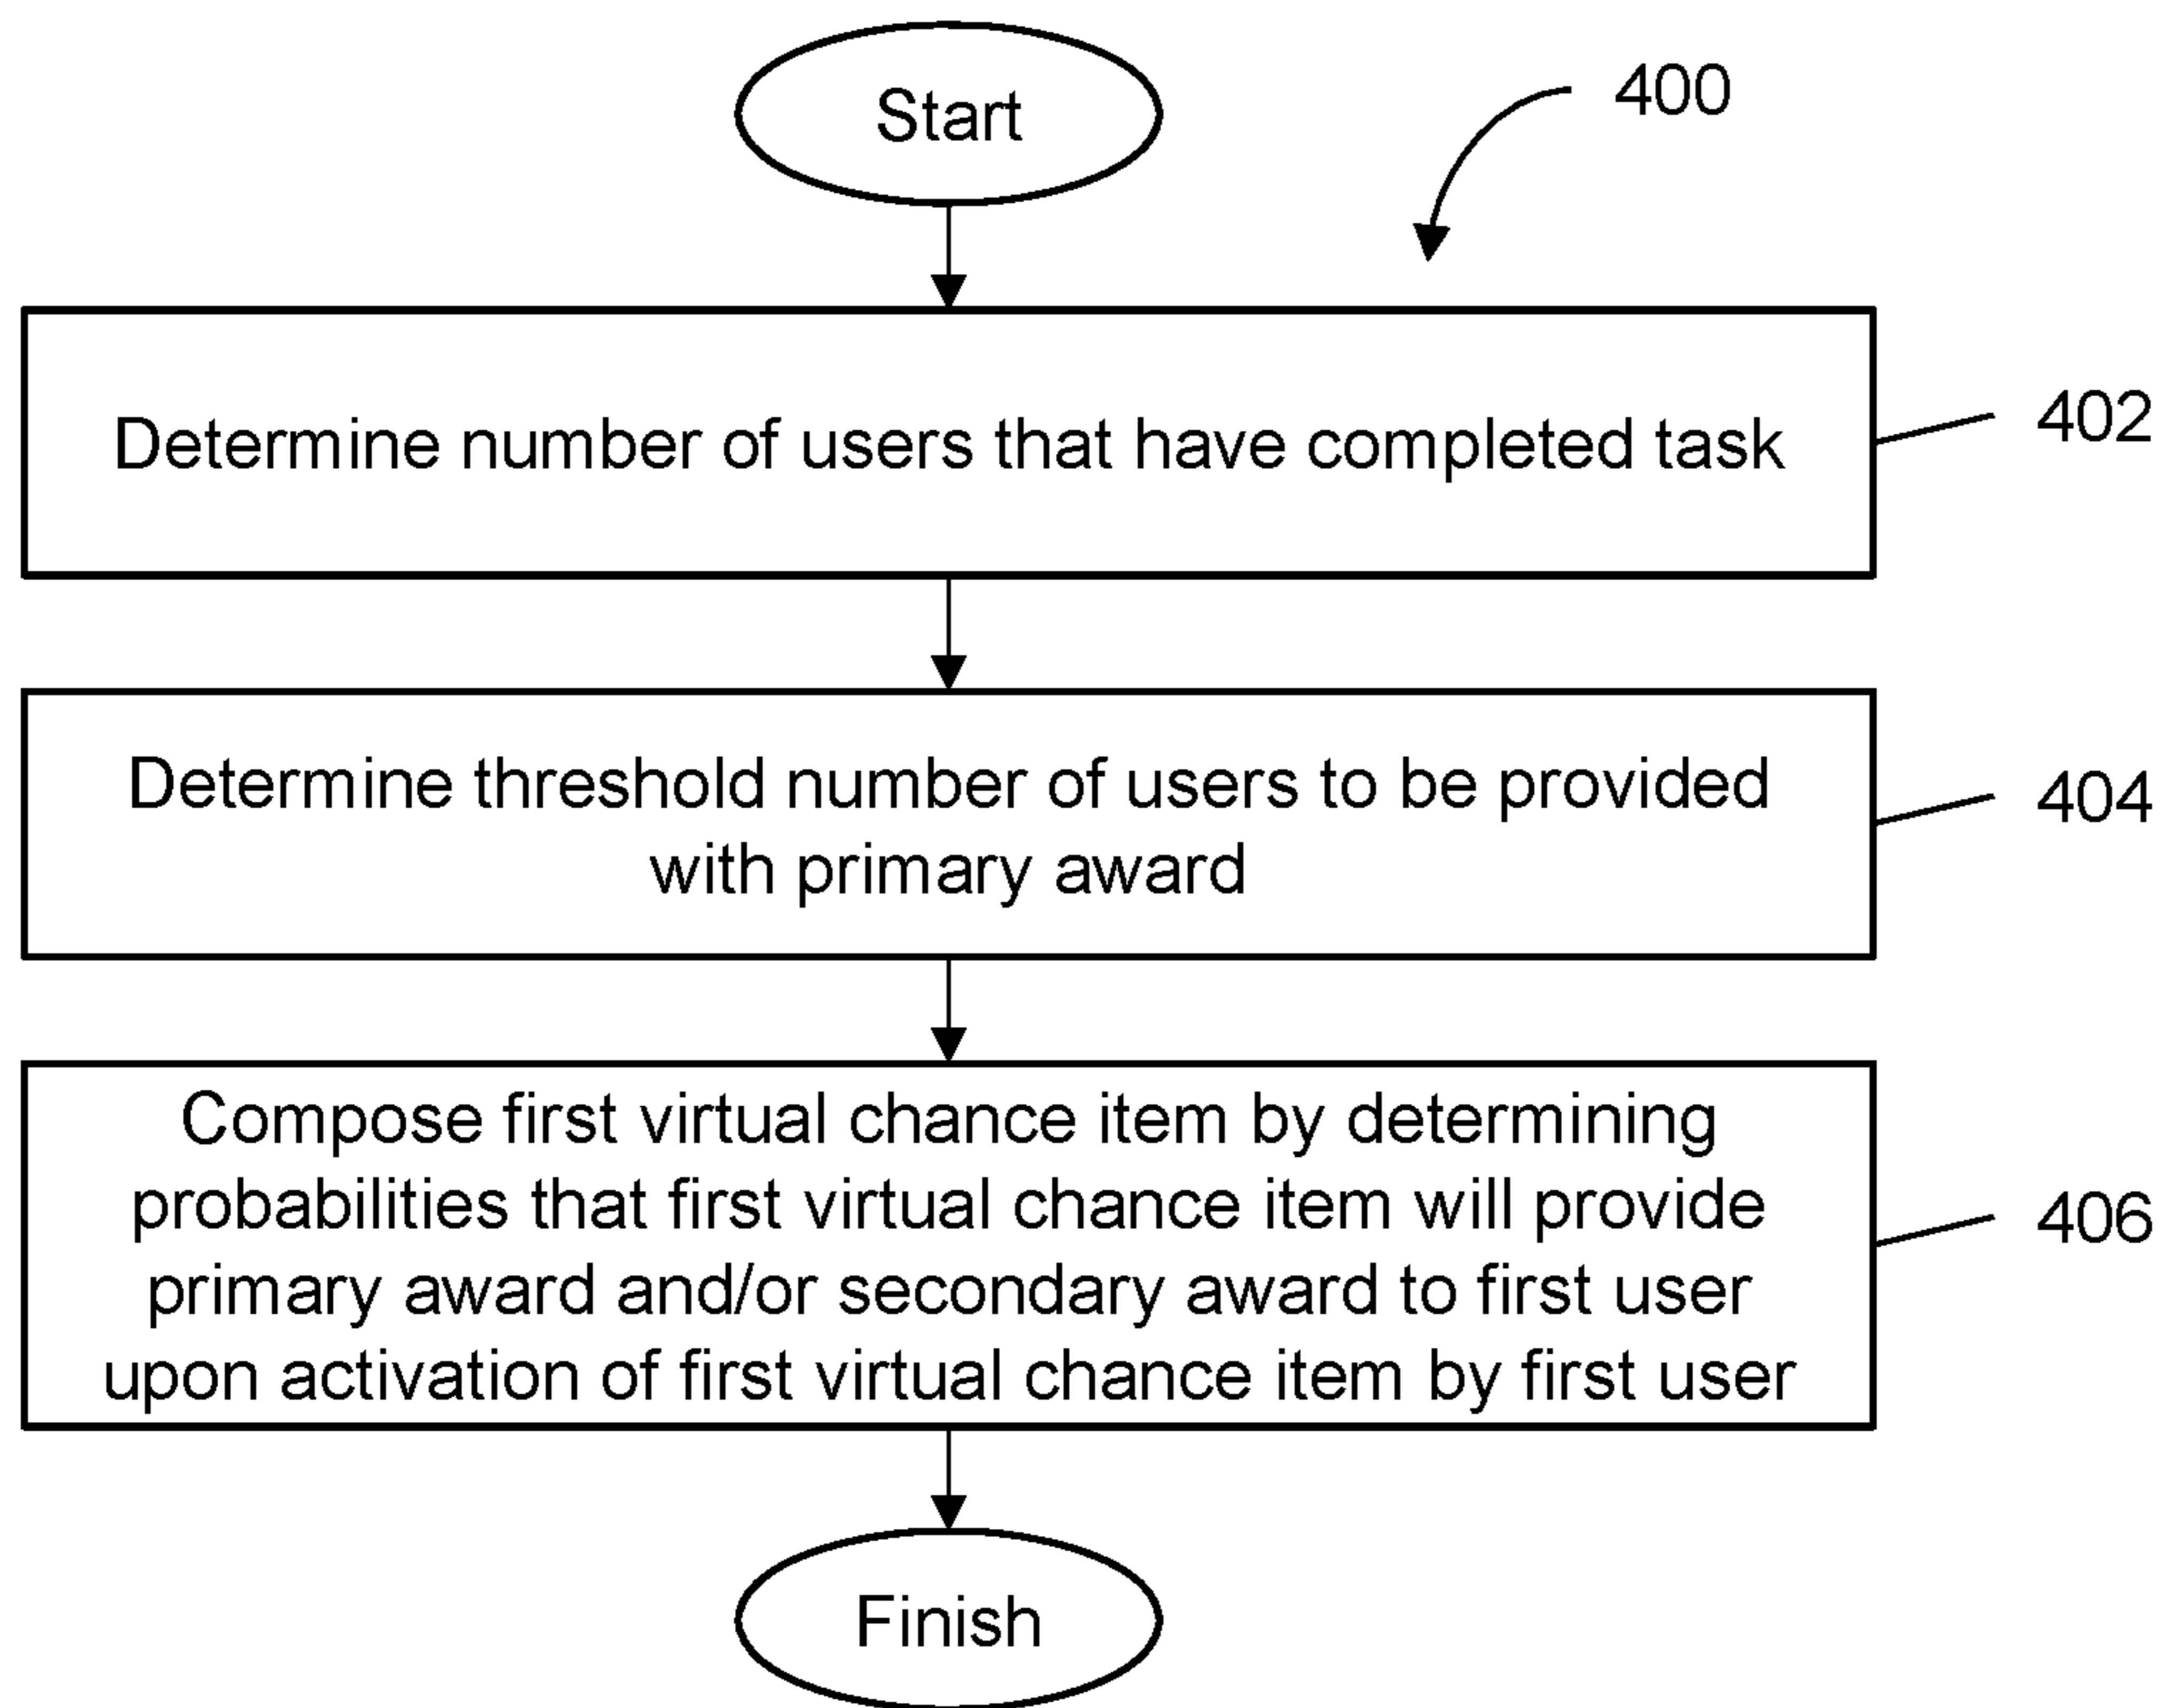 Start
400
Determine number of users that have completed task
402
Determine threshold number of users to be provided
with primary award
404
Compose first virtual chance item by determining
probabilities that first virtual chance item will provide
primary award and/or secondary award to first user
upon activation of first virtual chance item by first user
406
Finish